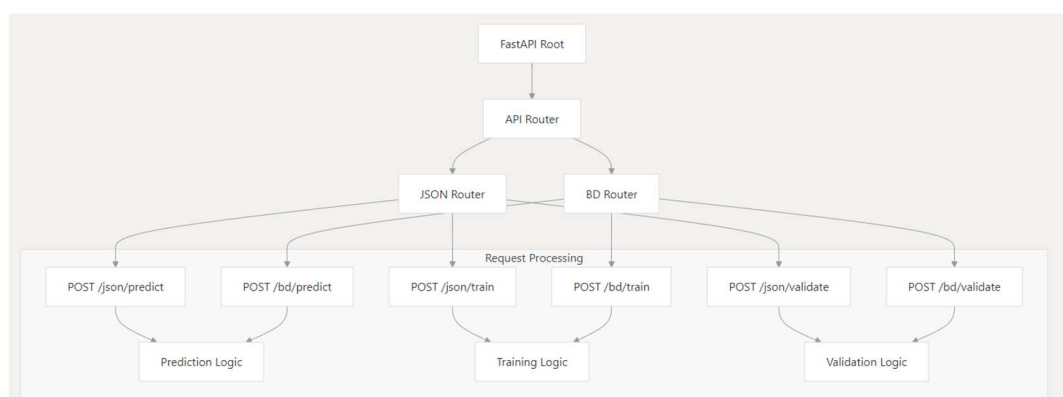 FastAPI Root
API Router
JSON Router
BD Router
Request Processing
POST /json/predict
POST /bd/predict
POST /json/train
POST /bd/train
POST /json/validate
POST /bd/validate
Prediction Logic
Training Logic
Validation Logic